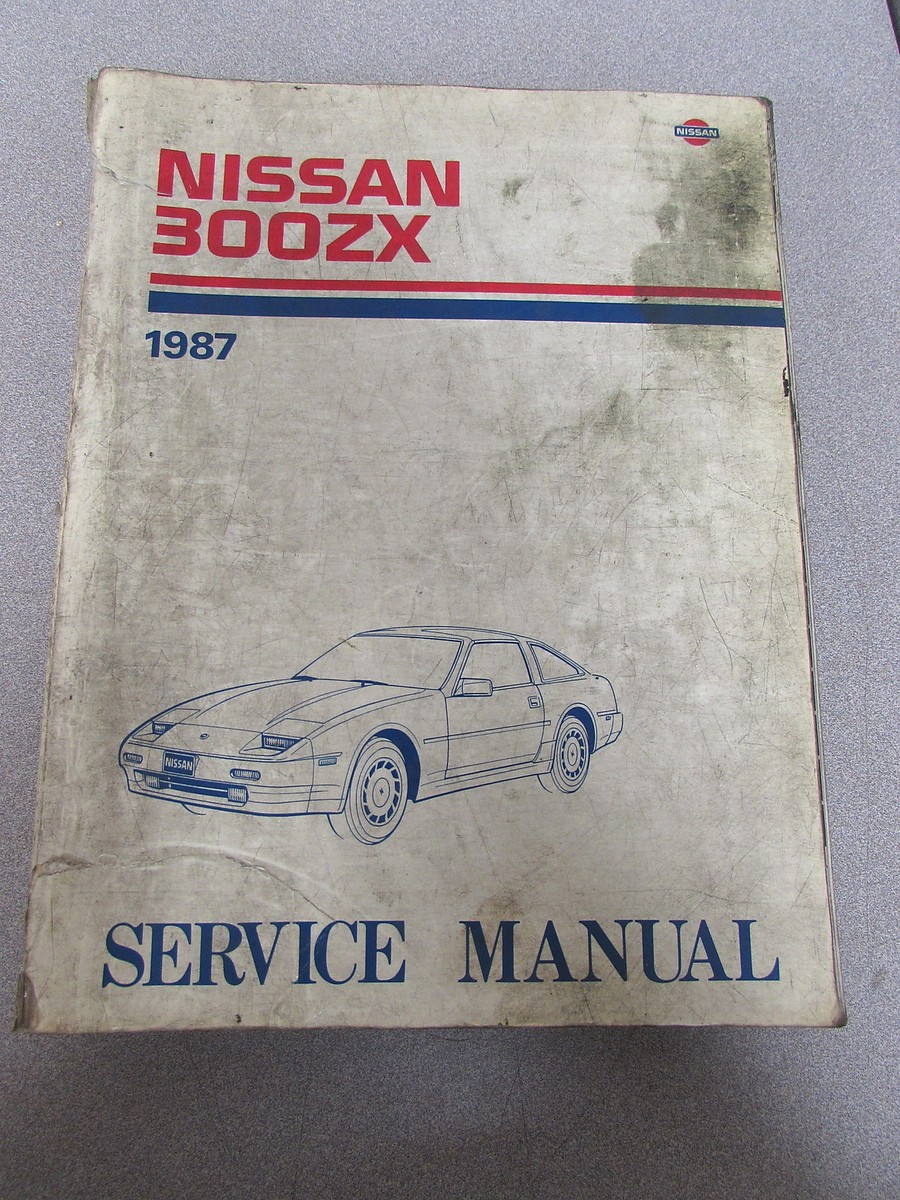 NISSAN
NISSAN
300ZX
1987
NISSAN
SERVICE MANUAL